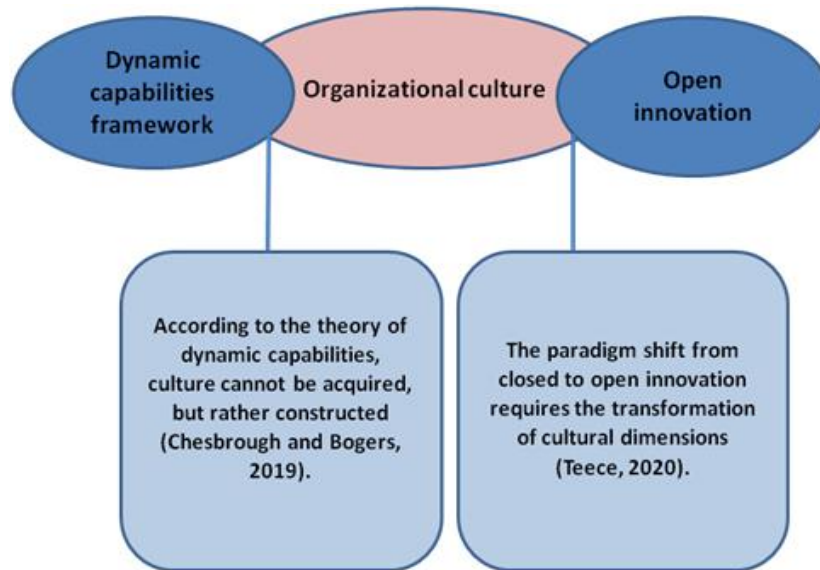 Dynamic
capabilities
framework
Organizational culture
Open
innovation
According to the theory of
dynamic capabilities,
culture cannot be acquired,
but rather constructed
(Chesbrough and Bogers,
2019).
The paradigm shift from
closed to open innovation
requires the transformation
of cultural dimensions
(Teece, 2020).